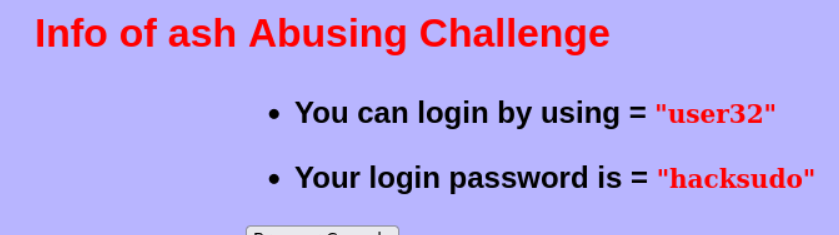 Info of ash Abusing Challenge
• You can login by using = "user32"
• Your login password is = "hacksudo"